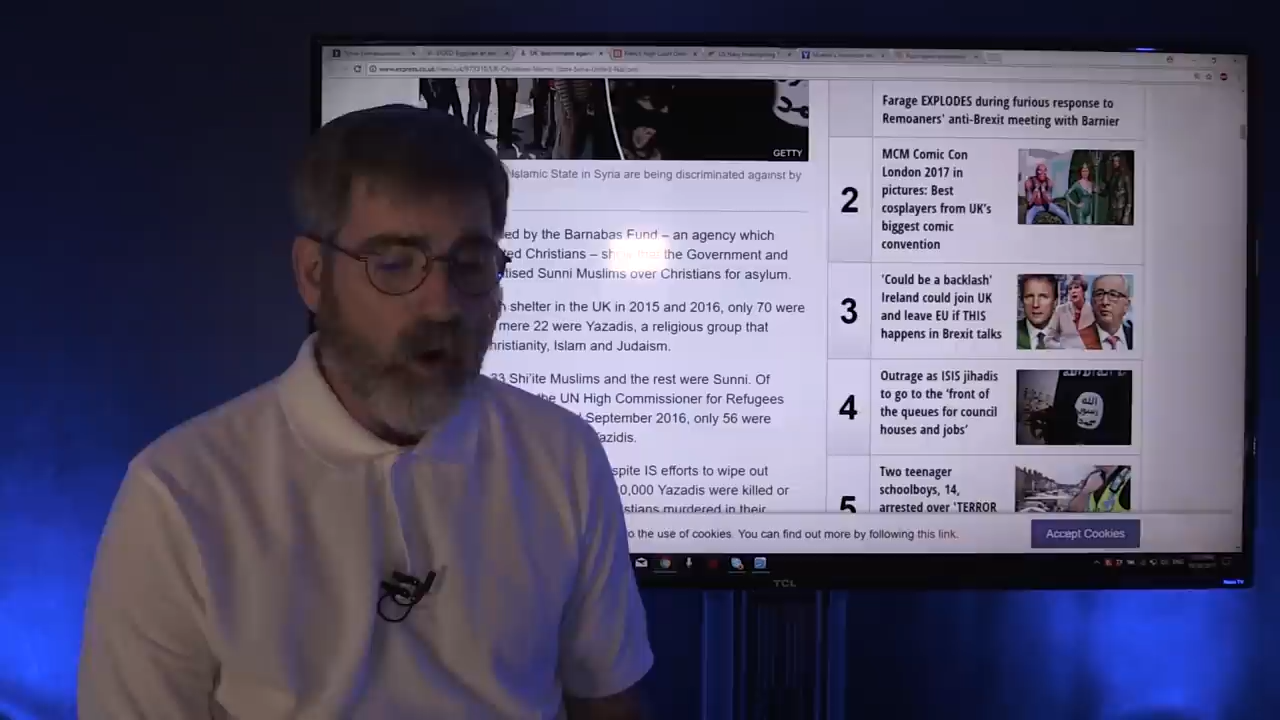 GETTY
Islamic State in Syria are being discriminated against by
ed by the Barnabas Fund – an agency which
ted Christians – show that the Government and
tised Sunni Muslims over Christians for asylum.
shelter in the UK in 2015 and 2016, only 70 were
mere 22 were Yazadis, a religious group that
hristianity, Islam and Judaism.
33 Shi'ite Muslims and the rest were Sunni. Of
the UN High Commissioner for Refugees
September 2016, only 56 were
azidis.
spite IS efforts to wipe out
0,000 Yazadis were killed or
stians murdered in their
Farage EXPLODES during furious response to
Remoaners' anti-Brexit meeting with Barnier
2
MCM Comic Con
London 2017 in
pictures: Best
cosplayers from UK's
biggest comic
convention
3
'Could be a backlash'
Ireland could join UK
and leave EU if THIS
happens in Brexit talks
4
Outrage as ISIS jihadis
to go to the 'front of
the queues for council
houses and jobs'
5
Two teenager
schoolboys, 14,
arrested over 'TERROR
to the use of cookies. You can find out more by following this link.
Accept Cookies
TCL